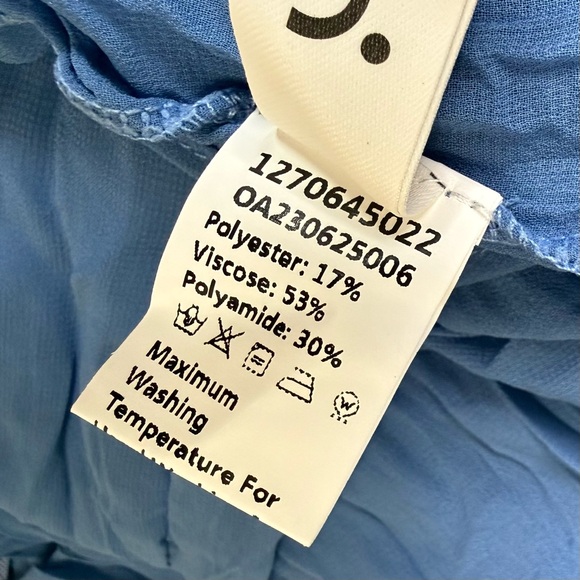 1270645022
OA230625006
Polyester: 17%
Viscose: 53%
Polyamide: 30%
W
Maximum
Washing
Temperature For